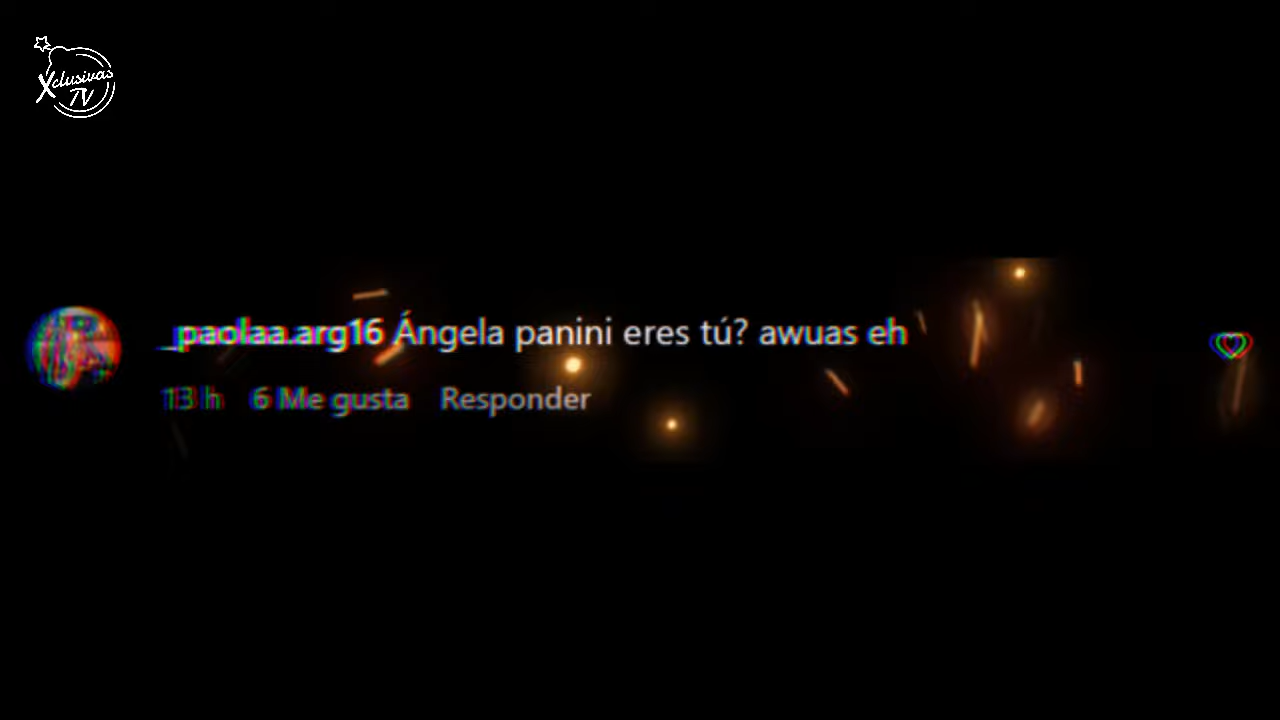 Xclusivas
TV
_paolaa.arg16 Ángela panini eres tú? awuas eh
13 h 6 Me gusta Responder